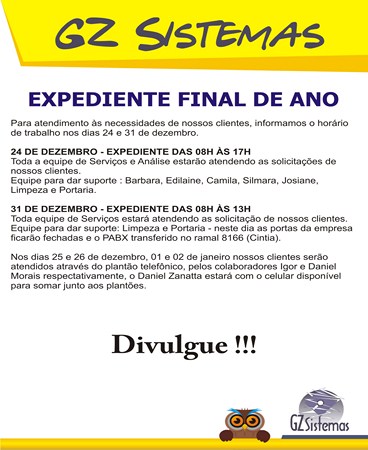 GZ SISTEMAS
EXPEDIENTE FINAL DE ANO
Para atendimento às necessidades de nossos clientes, informamos o horário
de trabalho nos dias 24 e 31 de dezembro.
24 DE DEZEMBRO - EXPEDIENTE DAS 08H ÀS 17H
Toda a equipe de Serviços e Análise estarão atendendo as solicitações de
nossos clientes.
Equipe para dar suporte : Barbara, Edilaine, Camila, Silmara, Josiane,
Limpeza e Portaria.
31 DE DEZEMBRO - EXPEDIENTE DAS 08H ÀS 13H
Toda equipe de Serviços estará atendendo as solicitação de nossos clientes.
Equipe para dar suporte: Limpeza e Portaria - neste dia as portas da empresa
ficarão fechadas e o PABX transferido no ramal 8166 (Cintia).
Nos dias 25 e 26 de dezembro, 01 e 02 de janeiro nossos clientes serão
atendidos através do plantão telefônico, pelos colaboradores Igor e Daniel
Morais respectativamente, o Daniel Zanatta estará com o celular disponível
para somar junto aos plantões.
Divulgue !!!
GZ Sistemas